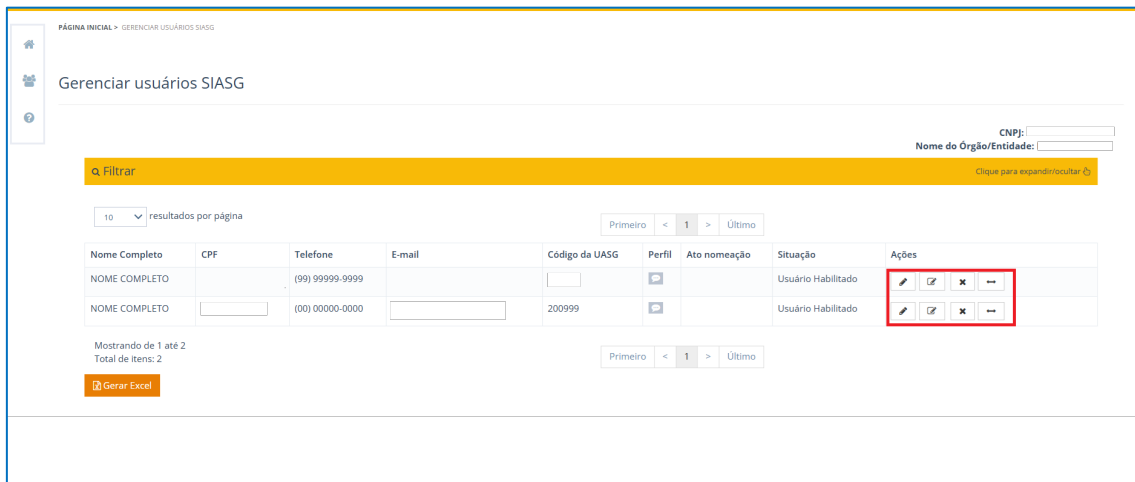 PÁGINA INICIAL > GERENCIAR USUÁRIOS SIASG
Gerenciar usuários SIASG
CNPJ:
Nome do Órgão/Entidade:
Filtrar Clique para expandir/ocultar
10 resultados por página Primeiro < 1 > Último
Nome Completo CPF Telefone E-mail Código da UASG Perfil Ato nomeação Situação Ações
NOME COMPLETO (99) 99999-9999 Usuário Habilitado
NOME COMPLETO (00) 00000-0000 200999 Usuário Habilitado
Mostrando de 1 até 2
Total de itens: 2 Primeiro < 1 > Último
Gerar Excel